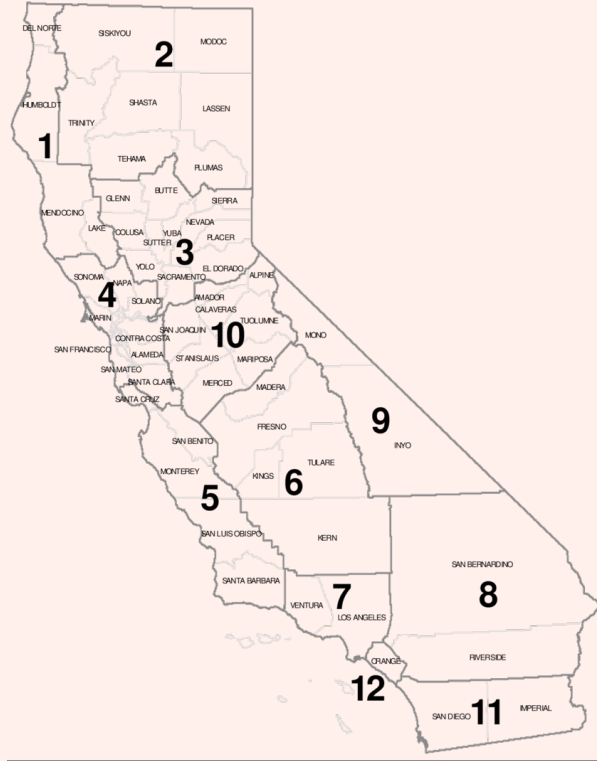 DEL NORTE
SISKIYOU
MODOC
2
HUMBOLDT
SHASTA
LASSEN
TRINITY
1
TEHAMA
PLUMAS
BUTTE
GLENN
SIERRA
MENDOCINO
NEVADA
LAKE
COLUSA
YUBA
PLACER
SUTTER
3
YOLO
EL DORADO
SONOMA
NAPA
SACRAMENTO
ALPINE
4
SOLANO
AMADOR
MARIN
CALAVERAS
TUOLUMNE
SAN JOAQUIN
10
MONO
CONTRA COSTA
SAN FRANCISCO
ALAMEDA
STANISLAUS
MARIPOSA
SAN MATEO
SANTA CLARA
MERCED
MADERA
SANTA CRUZ
9
FRESNO
SAN BENITO
INYO
MONTEREY
TULARE
KINGS
6
5
SAN LUIS OBISPO
KERN
SAN BERNARDINO
SANTA BARBARA
8
7
VENTURA
LOS ANGELES
ORANGE
RIVERSIDE
12
SAN DIEGO
11
IMPERIAL